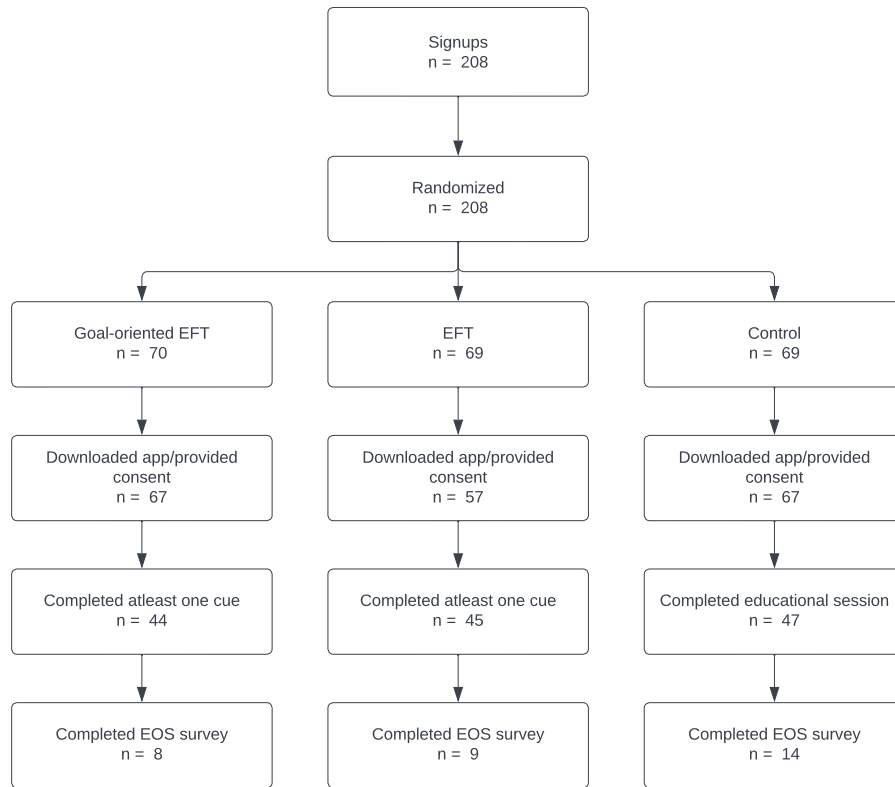 Signups
n = 208
Randomized
n = 208
Goal-oriented EFT
n = 70
EFT
n = 69
Control
n = 69
Downloaded app/provided
consent
n = 67
Downloaded app/provided
consent
n = 57
Downloaded app/provided
consent
n = 67
Completed atleast one cue
n = 44
Completed atleast one cue
n = 45
Completed educational session
n = 47
Completed EOS survey
n = 8
Completed EOS survey
n = 9
Completed EOS survey
n = 14